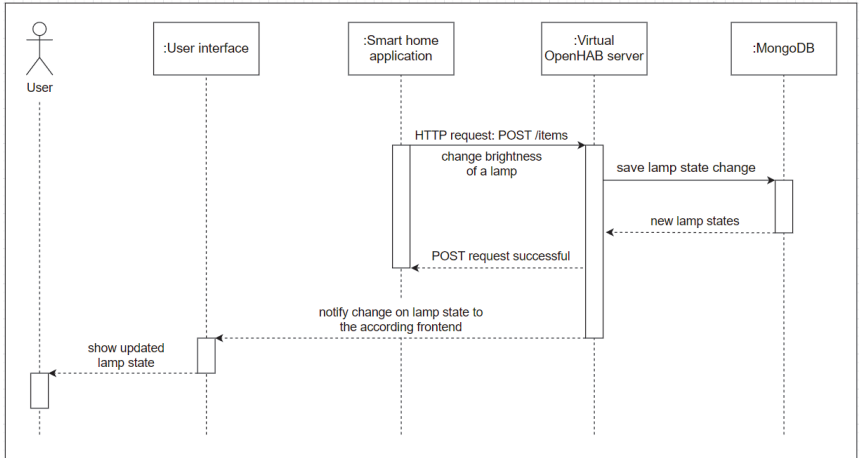 :User interface
:Smart home
application
:Virtual
OpenHAB server
:MongoDB
User
HTTP request: POST /items
change brightness
of a lamp
save lamp state change
new lamp states
POST request successful
notify change on lamp state to
the according frontend
show updated
lamp state